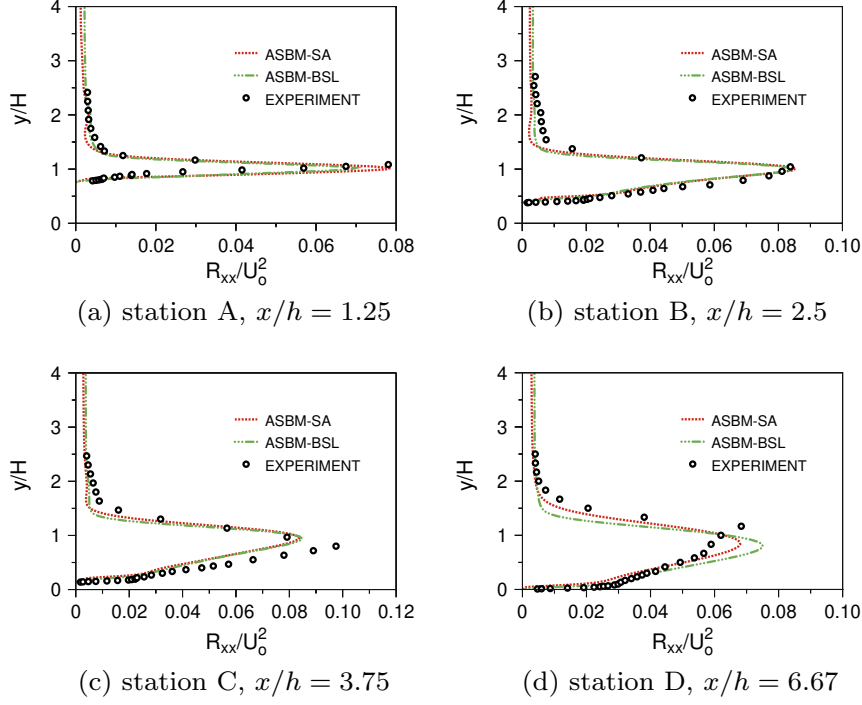 4
3
2
1
0
y/H
ASBM-SA
ASBM-BSL
EXPERIMENT
0 0.02 0.04 0.06 0.08
R_xx/U_o^2
(a) station A, x/h = 1.25
4
3
2
1
0
y/H
ASBM-SA
ASBM-BSL
EXPERIMENT
0 0.02 0.04 0.06 0.08 0.10
R_xx/U_o^2
(b) station B, x/h = 2.5
4
3
2
1
0
y/H
ASBM-SA
ASBM-BSL
EXPERIMENT
0 0.02 0.04 0.06 0.08 0.10 0.12
R_xx/U_o^2
(c) station C, x/h = 3.75
4
3
2
1
0
y/H
ASBM-SA
ASBM-BSL
EXPERIMENT
0 0.02 0.04 0.06 0.08 0.10
R_xx/U_o^2
(d) station D, x/h = 6.67